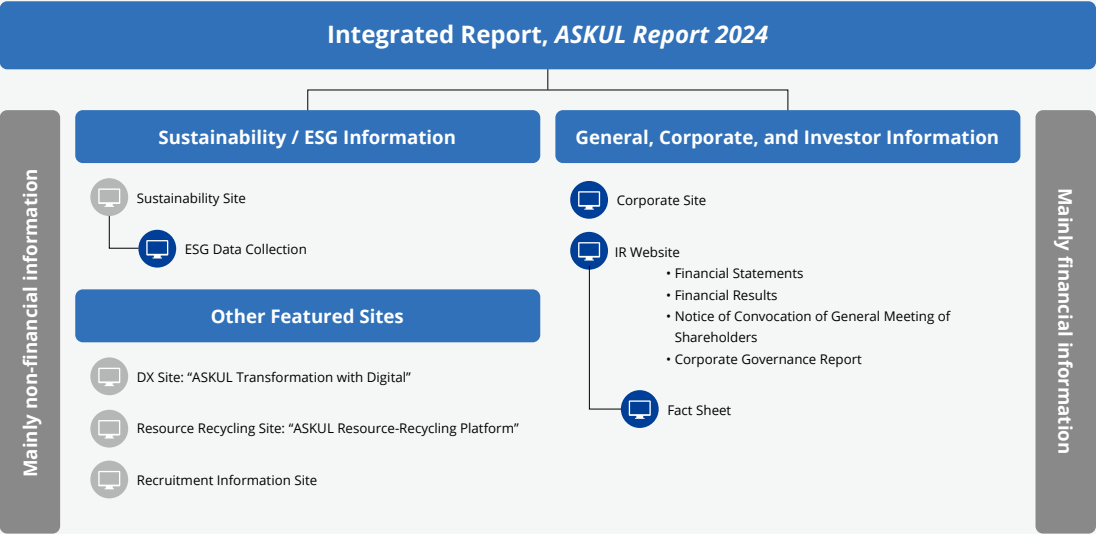 Integrated Report, ASKUL Report 2024
Mainly non-financial information
Sustainability / ESG Information
Sustainability Site
ESG Data Collection
Other Featured Sites
DX Site: “ASKUL Transformation with Digital”
Resource Recycling Site: “ASKUL Resource-Recycling Platform”
Recruitment Information Site
General, Corporate, and Investor Information
Corporate Site
IR Website
• Financial Statements
• Financial Results
• Notice of Convocation of General Meeting of
Shareholders
• Corporate Governance Report
Fact Sheet
Mainly financial information